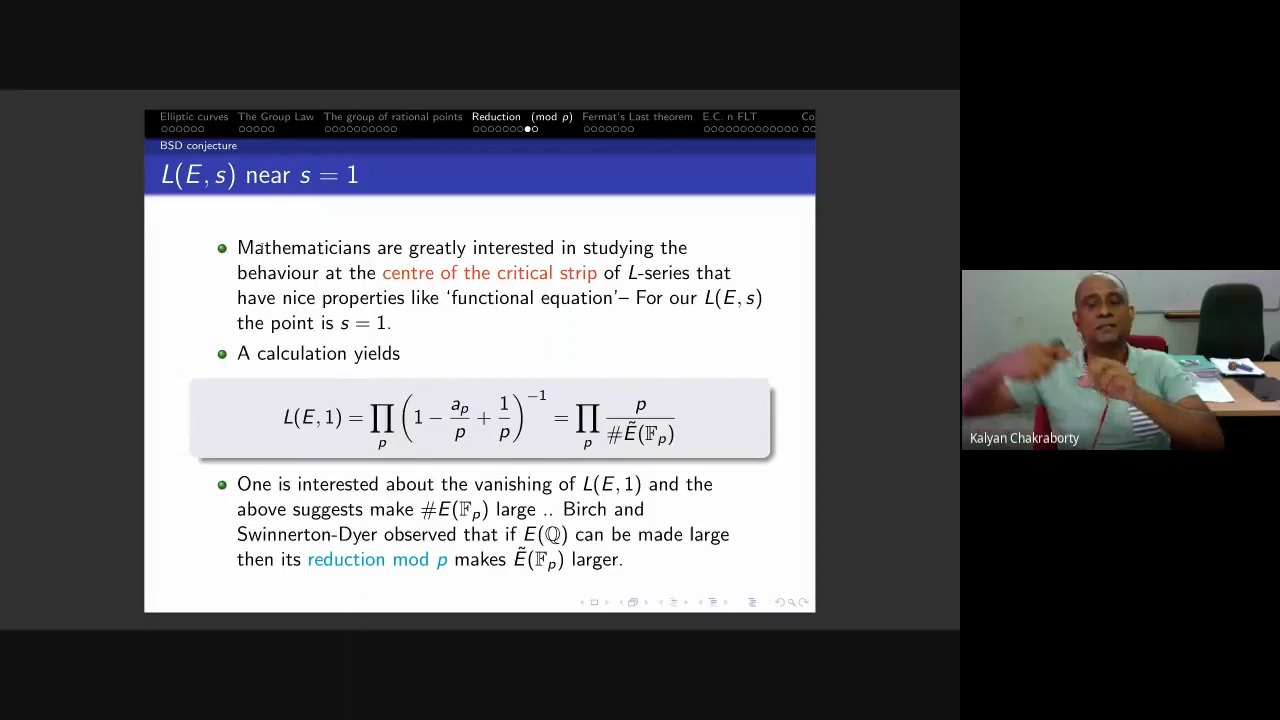 Elliptic curves The Group Law The group of rational points Reduction (mod p) Fermat's Last theorem E.C. n FLT Co
BSD conjecture
L(E, s) near s = 1
Mathematicians are greatly interested in studying the
behaviour at the centre of the critical strip of L-series that
have nice properties like 'functional equation'– For our L(E, s)
the point is s = 1.
A calculation yields
L(E, 1) = ∏_p (1 − a_p/p + 1/p)^{−1} = ∏_p p/#Ẽ(𝔽_p)
One is interested about the vanishing of L(E, 1) and the
above suggests make #E(𝔽_p) large .. Birch and
Swinnerton-Dyer observed that if E(ℚ) can be made large
then its reduction mod p makes Ẽ(𝔽_p) larger.
Kalyan Chakraborty